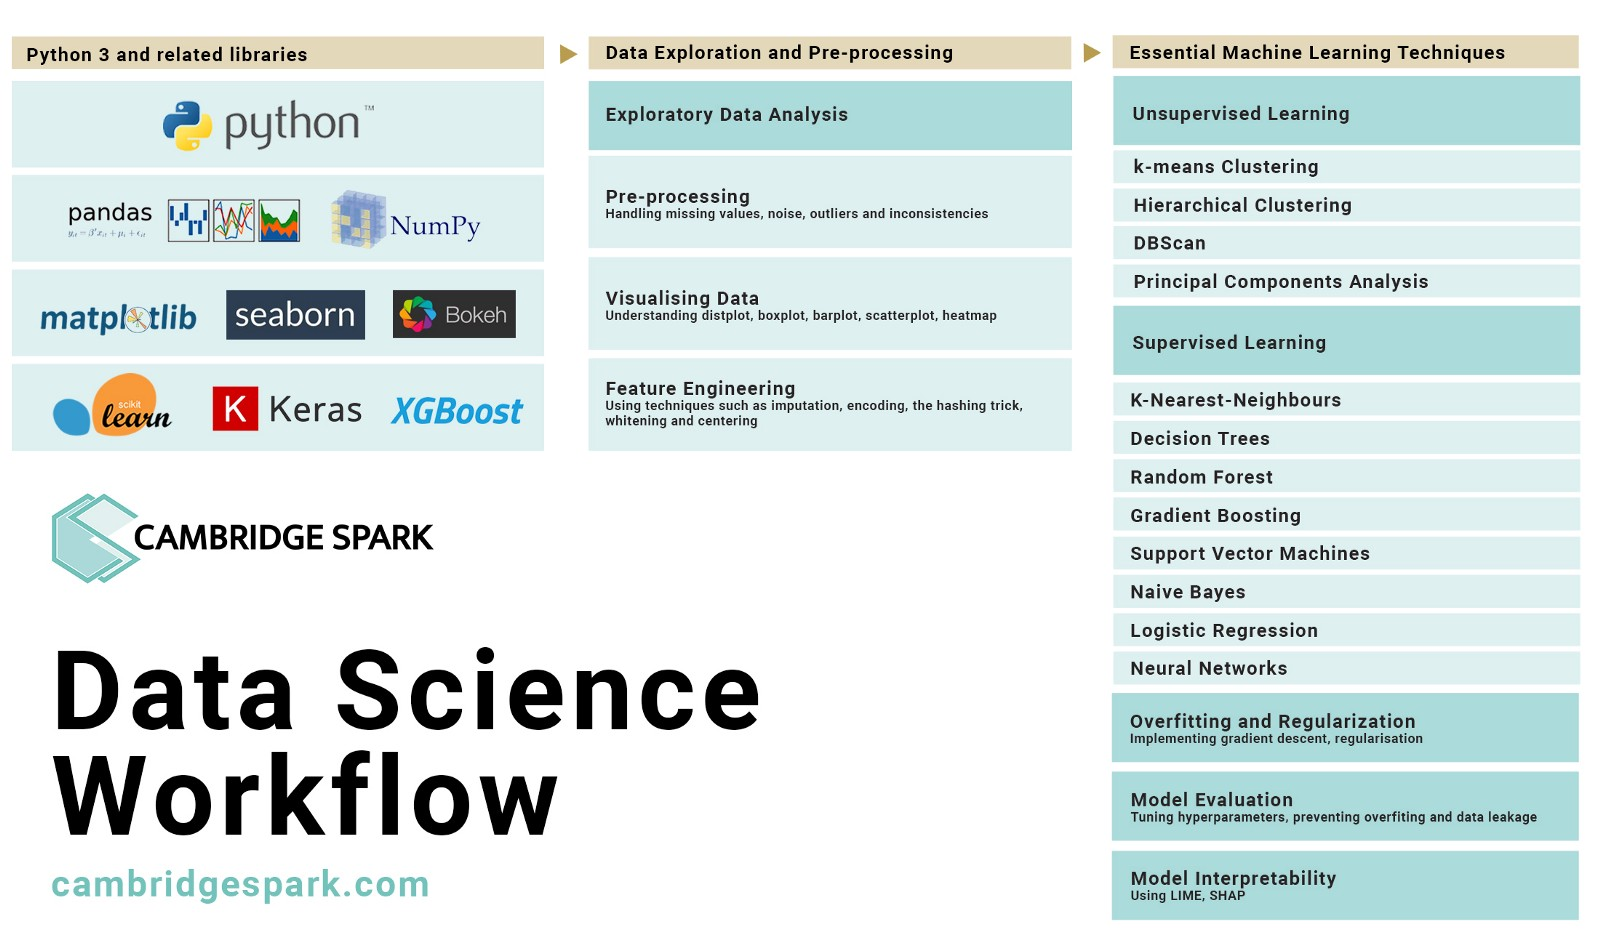 Python 3 and related libraries
python™
pandas
NumPy
matplotlib
seaborn
Bokeh
scikit
learn
K
Keras
XGBoost
Data Exploration and Pre-processing
Exploratory Data Analysis
Pre-processing
Handling missing values, noise, outliers and inconsistencies
Visualising Data
Understanding distplot, boxplot, barplot, scatterplot, heatmap
Feature Engineering
Using techniques such as imputation, encoding, the hashing trick,
whitening and centering
Essential Machine Learning Techniques
Unsupervised Learning
k-means Clustering
Hierarchical Clustering
DBScan
Principal Components Analysis
Supervised Learning
K-Nearest-Neighbours
Decision Trees
Random Forest
Gradient Boosting
Support Vector Machines
Naive Bayes
Logistic Regression
Neural Networks
Overfitting and Regularization
Implementing gradient descent, regularisation
Model Evaluation
Tuning hyperparameters, preventing overfiting and data leakage
Model Interpretability
Using LIME, SHAP
CAMBRIDGE SPARK
Data Science
Workflow
cambridgespark.com